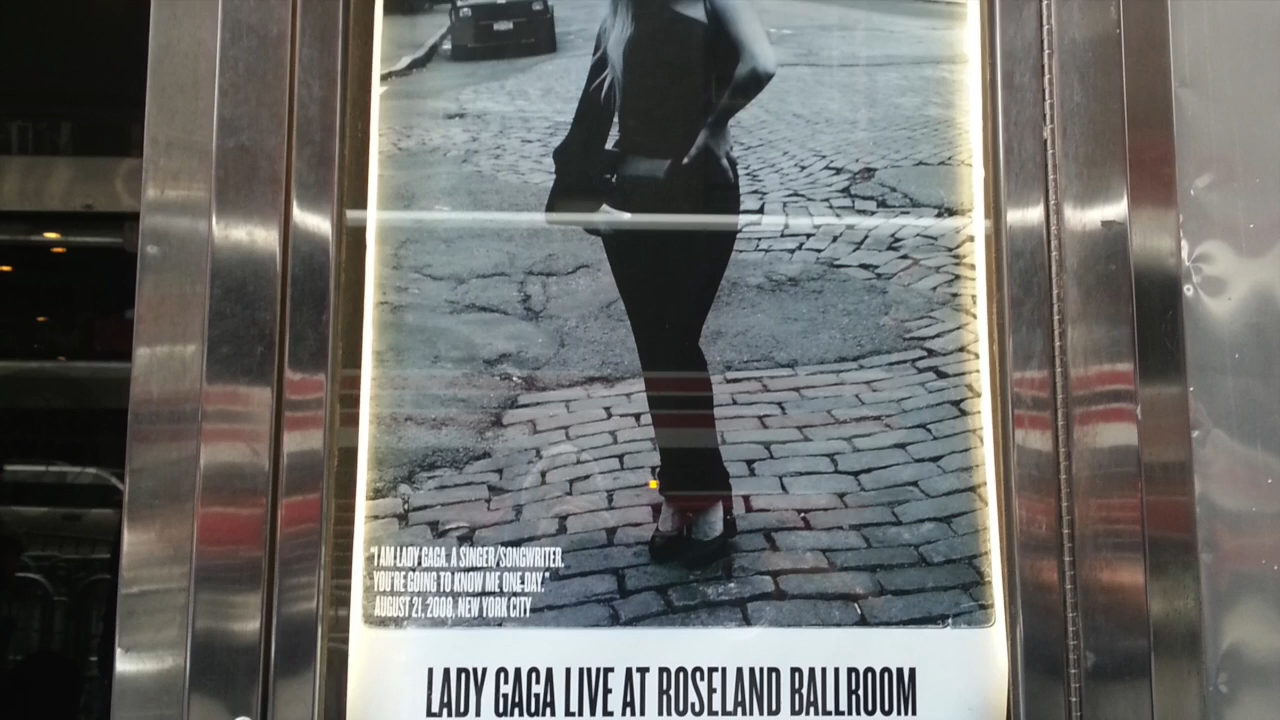 "I AM LADY GAGA. A SINGER/SONGWRITER.
YOU'RE GOING TO KNOW ME ONE-DAY."
AUGUST 21, 2008, NEW YORK CITY
LADY GAGA LIVE AT ROSELAND BALLROOM